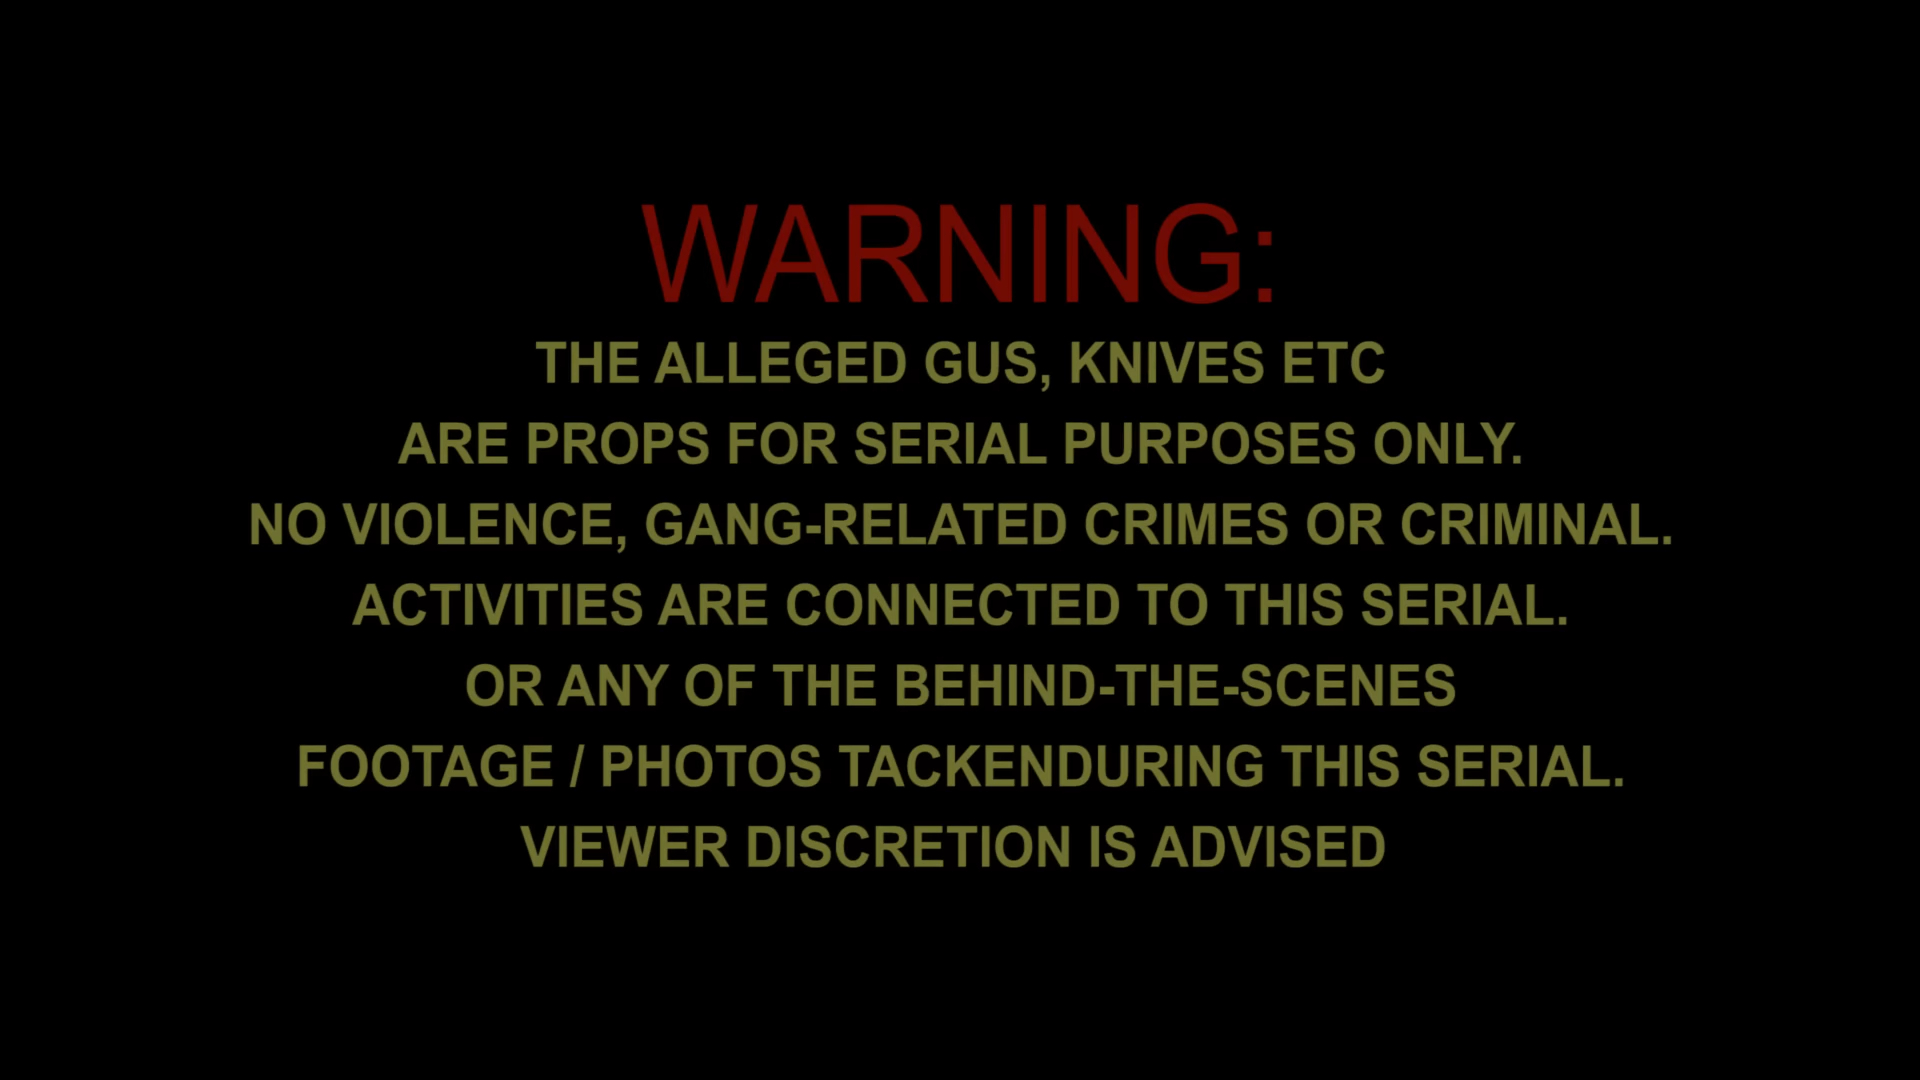 WARNING:
THE ALLEGED GUS, KNIVES ETC
ARE PROPS FOR SERIAL PURPOSES ONLY.
NO VIOLENCE, GANG-RELATED CRIMES OR CRIMINAL.
ACTIVITIES ARE CONNECTED TO THIS SERIAL.
OR ANY OF THE BEHIND-THE-SCENES
FOOTAGE / PHOTOS TACKENDURING THIS SERIAL.
VIEWER DISCRETION IS ADVISED